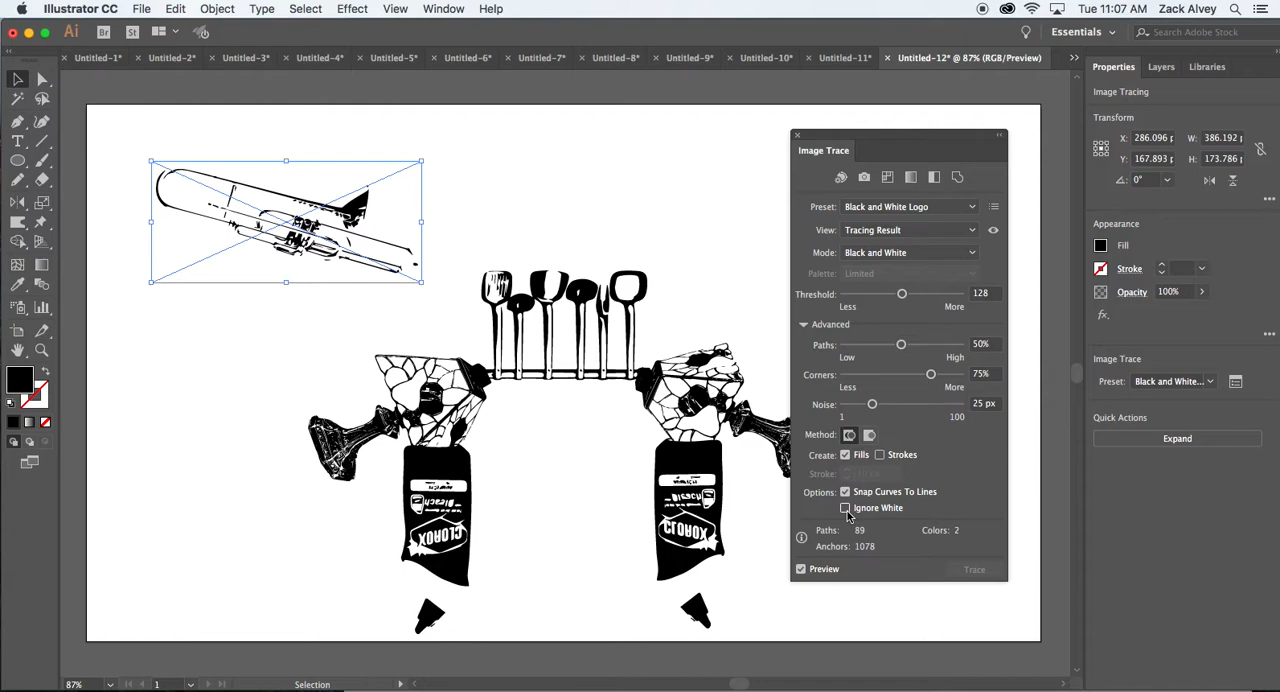 Illustrator CC File Edit Object Type Select Effect View Window Help Tue 11:07 AM Zack Alvey
Ai Br St Essentials Search Adobe Stock
Untitled-1* Untitled-2* Untitled-3* Untitled-4* Untitled-5* Untitled-6* Untitled-7* Untitled-8* Untitled-9* Untitled-10* Untitled-11* Untitled-12* @ 87% (RGB/Preview)
Properties Layers Libraries
Image Tracing
Transform
X: 286.096 p W: 386.192 p
Y: 167.893 p H: 173.786 p
0°
Appearance
Fill
Stroke
Opacity 100%
fx.
Image Trace
Preset: Black and White...
Quick Actions
Expand
Image Trace
Preset: Black and White Logo
View: Tracing Result
Mode: Black and White
Palette: Limited
Threshold: 128
Less More
Advanced
Paths: 50%
Low High
Corners: 75%
Less More
Noise: 25 px
1 100
Method:
Create: Fills Strokes
Stroke:
Options: Snap Curves To Lines
Ignore White
Paths: 89 Colors: 2
Anchors: 1078
Preview Trace
Bleach
CLOROX
Bleach
CLOROX
87% 1 Selection